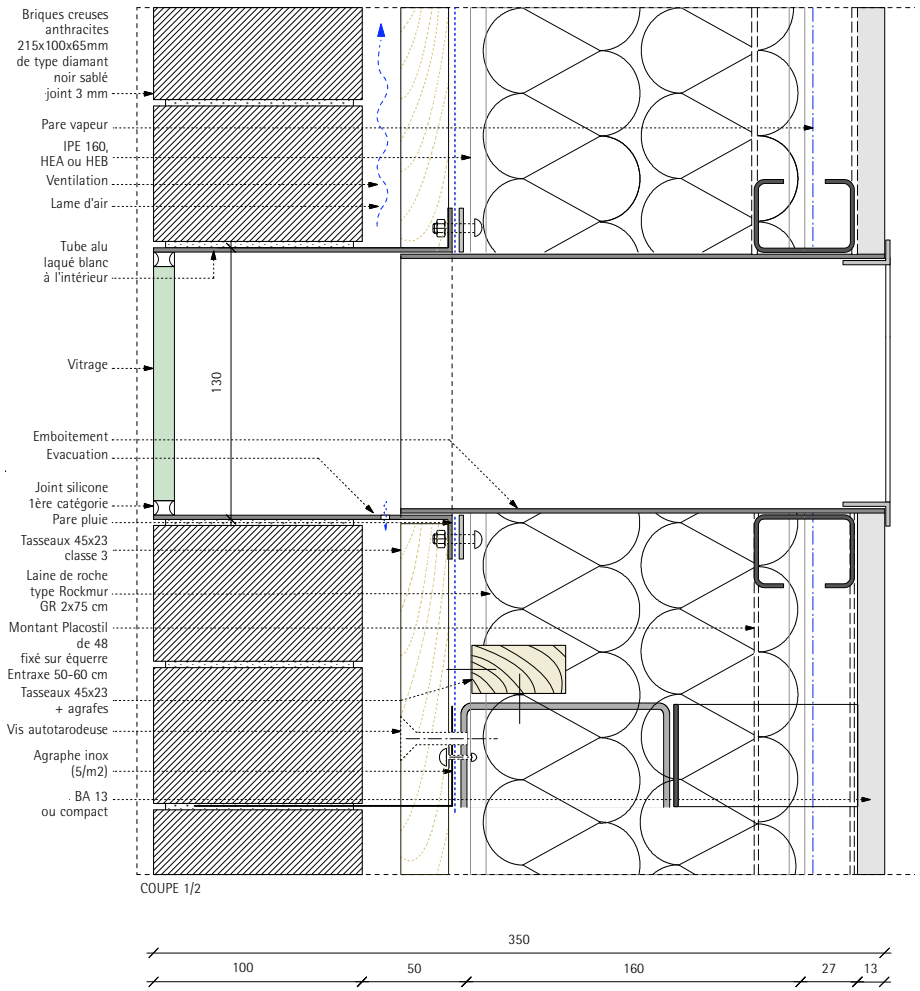 Briques creuses
anthracites
215x100x65mm
de type diamant
noir sablé
joint 3 mm
Pare vapeur
IPE 160,
HEA ou HEB
Ventilation
Lame d'air
Tube alu
laqué blanc
à l'intérieur
Vitrage
130
Emboitement
Evacuation
Joint silicone
1ère catégorie
Pare pluie
Tasseaux 45x23
classe 3
Laine de roche
type Rockmur
GR 2x75 cm
Montant Placostil
de 48
fixé sur équerre
Entraxe 50-60 cm
Tasseaux 45x23
+ agrafes
Vis autotarodeuse
Agraphe inox
(5/m2)
BA 13
ou compact
COUPE 1/2
350
100 50 160 27 13